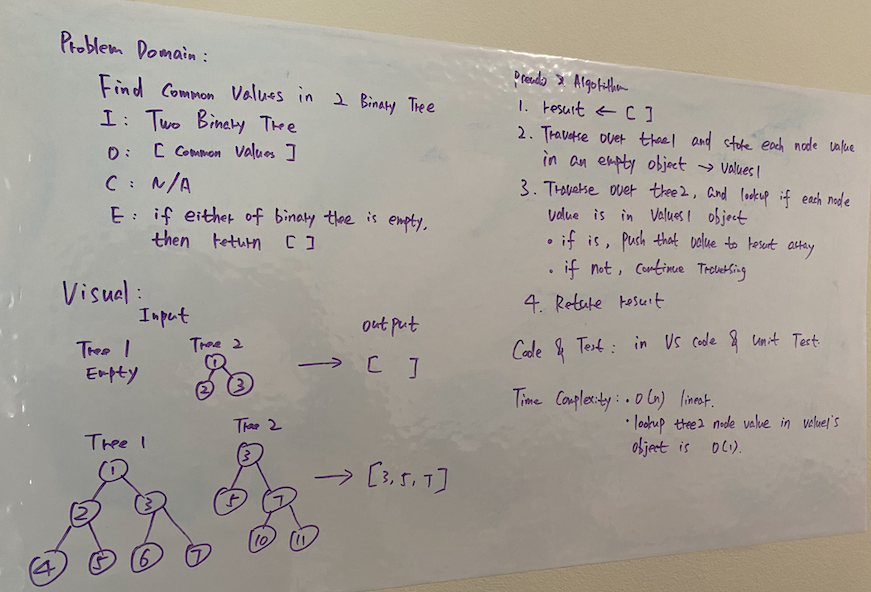 Problem Domain:
Find Common Values in 2 Binary Tree
I: Two Binary Tree
O: [ Common Values ]
C: N/A
E: if either of binary tree is empty,
then return [ ]
Visual:
Input
output
Tree 1
Empty
Tree 2
1
2 3
[ ]
Tree 1
1
2 3
4 5 6 7
Tree 2
3
5 7
10 11
[3, 5, 7]
Pseudo & Algorithm
1. result ← [ ]
2. Traverse over tree1 and store each node value
in an empty object → values1
3. Traverse over tree2, and lookup if each node
value is in values1 object
• if is, push that value to result array
• if not, continue Traversing
4. Return result
Code & Test: in VS code & unit Test.
Time Complexity: • O(n) linear.
• lookup tree2 node value in value1's
object is O(1).